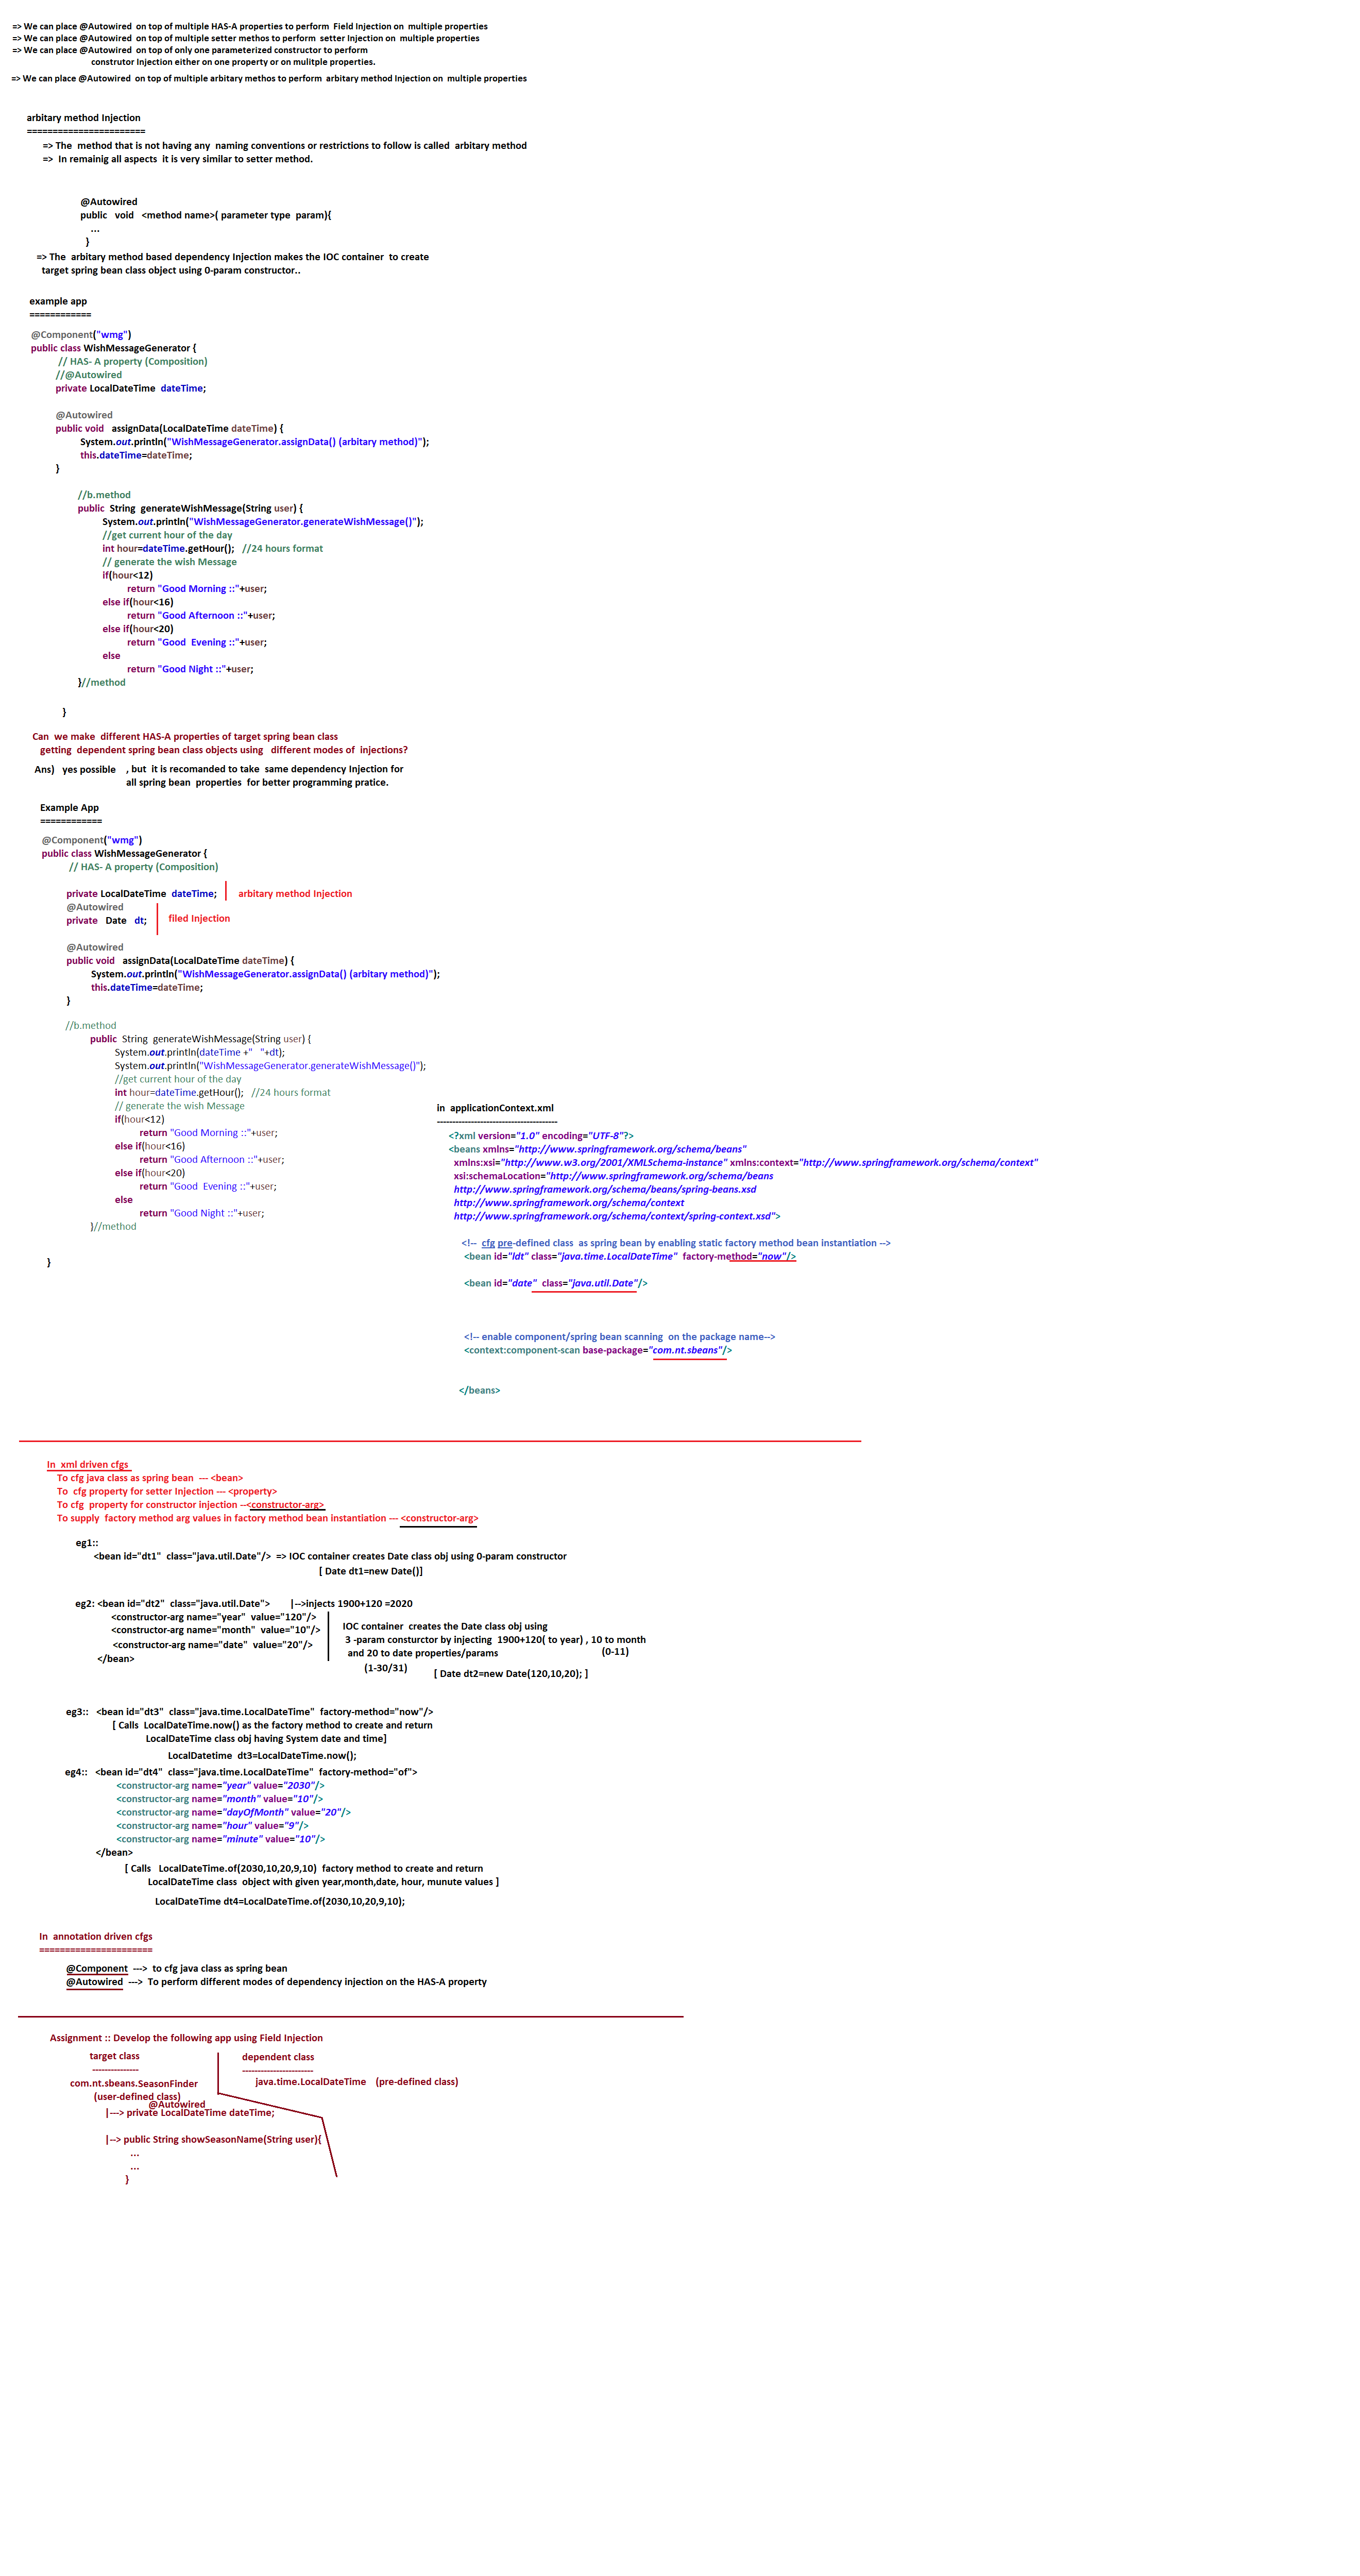 => We can place @Autowired on top of multiple HAS-A properties to perform Field Injection on multiple properties
=> We can place @Autowired on top of multiple setter methos to perform setter Injection on multiple properties
=> We can place @Autowired on top of only one parameterized constructor to perform
construtor Injection either on one property or on mulitple properties.
=> We can place @Autowired on top of multiple arbitary methos to perform arbitary method Injection on multiple properties
arbitary method Injection
=======================
=> The method that is not having any naming conventions or restrictions to follow is called arbitary method
=> In remainig all aspects it is very similar to setter method.
@Autowired
public void <method name>( parameter type param){
...
}
=> The arbitary method based dependency Injection makes the IOC container to create
target spring bean class object using 0-param constructor..
example app
============
@Component("wmg")
public class WishMessageGenerator {
// HAS- A property (Composition)
//@Autowired
private LocalDateTime dateTime;
@Autowired
public void assignData(LocalDateTime dateTime) {
System.out.println("WishMessageGenerator.assignData() (arbitary method)");
this.dateTime=dateTime;
}
//b.method
public String generateWishMessage(String user) {
System.out.println("WishMessageGenerator.generateWishMessage()");
//get current hour of the day
int hour=dateTime.getHour(); //24 hours format
// generate the wish Message
if(hour<12)
return "Good Morning ::"+user;
else if(hour<16)
return "Good Afternoon ::"+user;
else if(hour<20)
return "Good Evening ::"+user;
else
return "Good Night ::"+user;
}//method
}
Can we make different HAS-A properties of target spring bean class
getting dependent spring bean class objects using different modes of injections?
Ans) yes possible , but it is recomanded to take same dependency Injection for
all spring bean properties for better programming pratice.
Example App
============
@Component("wmg")
public class WishMessageGenerator {
// HAS- A property (Composition)
private LocalDateTime dateTime; arbitary method Injection
@Autowired
private Date dt; filed Injection
@Autowired
public void assignData(LocalDateTime dateTime) {
System.out.println("WishMessageGenerator.assignData() (arbitary method)");
this.dateTime=dateTime;
}
//b.method
public String generateWishMessage(String user) {
System.out.println(dateTime +" "+dt);
System.out.println("WishMessageGenerator.generateWishMessage()");
//get current hour of the day
int hour=dateTime.getHour(); //24 hours format
// generate the wish Message
if(hour<12)
return "Good Morning ::"+user;
else if(hour<16)
return "Good Afternoon ::"+user;
else if(hour<20)
return "Good Evening ::"+user;
else
return "Good Night ::"+user;
}//method
}
in applicationContext.xml
---------------------------------------
<?xml version="1.0" encoding="UTF-8"?>
<beans xmlns="http://www.springframework.org/schema/beans"
xmlns:xsi="http://www.w3.org/2001/XMLSchema-instance" xmlns:context="http://www.springframework.org/schema/context"
xsi:schemaLocation="http://www.springframework.org/schema/beans
http://www.springframework.org/schema/beans/spring-beans.xsd
http://www.springframework.org/schema/context
http://www.springframework.org/schema/context/spring-context.xsd">
<!-- cfg pre-defined class as spring bean by enabling static factory method bean instantiation -->
<bean id="ldt" class="java.time.LocalDateTime" factory-method="now"/>
<bean id="date" class="java.util.Date"/>
<!-- enable component/spring bean scanning on the package name-->
<context:component-scan base-package="com.nt.sbeans"/>
</beans>
In xml driven cfgs
To cfg java class as spring bean --- <bean>
To cfg property for setter Injection --- <property>
To cfg property for constructor injection --<constructor-arg>
To supply factory method arg values in factory method bean instantiation --- <constructor-arg>
eg1::
<bean id="dt1" class="java.util.Date"/> => IOC container creates Date class obj using 0-param constructor
[ Date dt1=new Date()]
eg2: <bean id="dt2" class="java.util.Date"> |-->injects 1900+120 =2020
<constructor-arg name="year" value="120"/>
<constructor-arg name="month" value="10"/>
<constructor-arg name="date" value="20"/>
</bean>
IOC container creates the Date class obj using
3 -param consturctor by injecting 1900+120( to year) , 10 to month
and 20 to date properties/params (0-11)
(1-30/31) [ Date dt2=new Date(120,10,20); ]
eg3:: <bean id="dt3" class="java.time.LocalDateTime" factory-method="now"/>
[ Calls LocalDateTime.now() as the factory method to create and return
LocalDateTime class obj having System date and time]
LocalDatetime dt3=LocalDateTime.now();
eg4:: <bean id="dt4" class="java.time.LocalDateTime" factory-method="of">
<constructor-arg name="year" value="2030"/>
<constructor-arg name="month" value="10"/>
<constructor-arg name="dayOfMonth" value="20"/>
<constructor-arg name="hour" value="9"/>
<constructor-arg name="minute" value="10"/>
</bean>
[ Calls LocalDateTime.of(2030,10,20,9,10) factory method to create and return
LocalDateTime class object with given year,month,date, hour, munute values ]
LocalDateTime dt4=LocalDateTime.of(2030,10,20,9,10);
In annotation driven cfgs
======================
@Component ---> to cfg java class as spring bean
@Autowired ---> To perform different modes of dependency injection on the HAS-A property
Assignment :: Develop the following app using Field Injection
target class
---------------
com.nt.sbeans.SeasonFinder
(user-defined class)
@Autowired
|---> private LocalDateTime dateTime;
|--> public String showSeasonName(String user){
...
...
}
dependent class
-----------------------
java.time.LocalDateTime (pre-defined class)